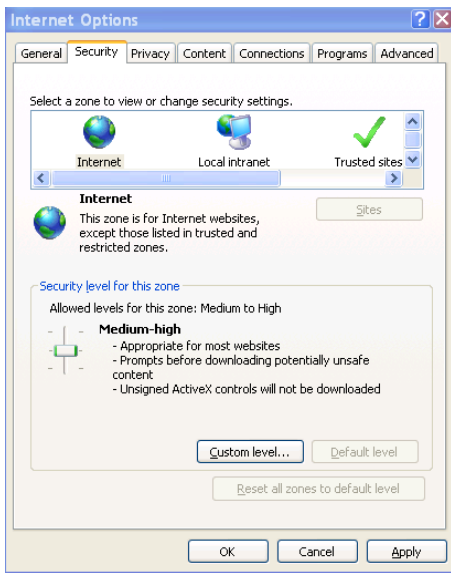 Internet Options
General Security Privacy Content Connections Programs Advanced
Select a zone to view or change security settings.
Internet Local intranet Trusted sites
Internet
This zone is for Internet websites,
except those listed in trusted and
restricted zones.
Sites
Security level for this zone
Allowed levels for this zone: Medium to High
Medium-high
- Appropriate for most websites
- Prompts before downloading potentially unsafe
content
- Unsigned ActiveX controls will not be downloaded
Custom level... Default level
Reset all zones to default level
OK Cancel Apply